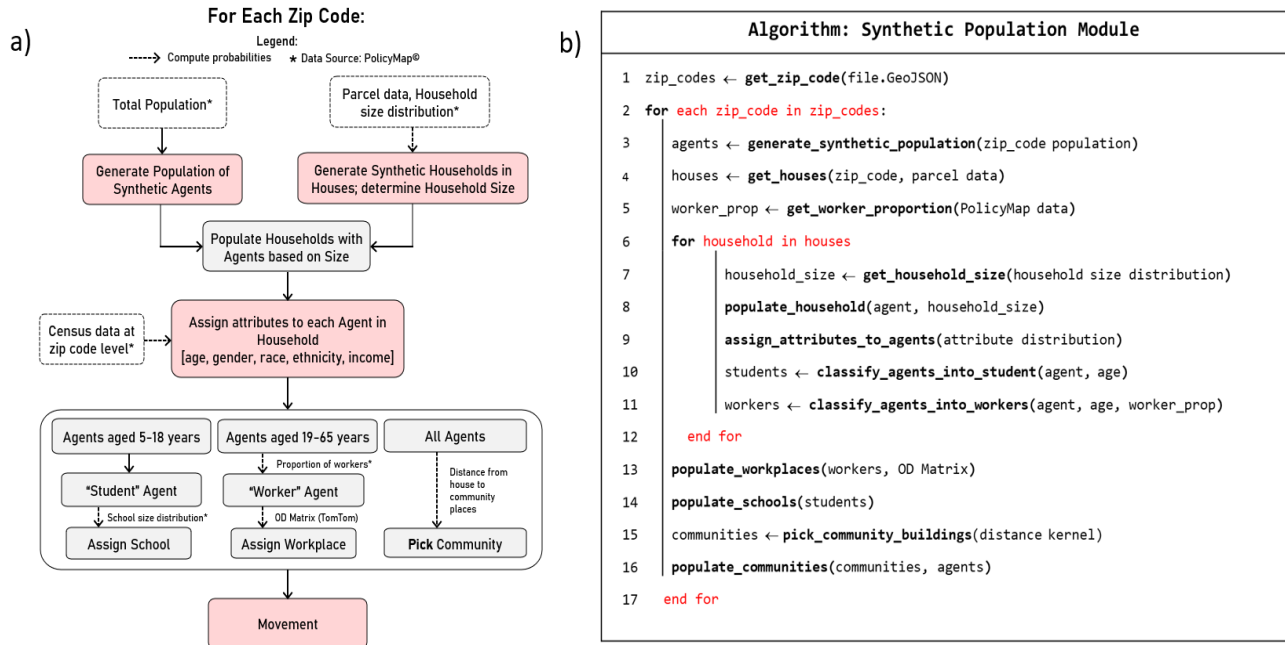 For Each Zip Code:
a)
Legend:
Compute probabilities * Data Source: PolicyMap©
Total Population*
Parcel data, Household
size distribution*
Generate Population of
Synthetic Agents
Generate Synthetic Households in
Houses; determine Household Size
Populate Households with
Agents based on Size
Census data at
zip code level*
Assign attributes to each Agent in
Household
[age, gender, race, ethnicity, income]
Agents aged 5-18 years
Agents aged 19-65 years
All Agents
Proportion of workers*
Distance from
house to
community
places
"Student" Agent
"Worker" Agent
School size distribution*
OD Matrix (TomTom)
Assign School
Assign Workplace
Pick Community
Movement
b)
Algorithm: Synthetic Population Module
1 zip_codes ← get_zip_code(file.GeoJSON)
2 for each zip_code in zip_codes:
3 agents ← generate_synthetic_population(zip_code population)
4 houses ← get_houses(zip_code, parcel data)
5 worker_prop ← get_worker_proportion(PolicyMap data)
6 for household in houses
7 household_size ← get_household_size(household size distribution)
8 populate_household(agent, household_size)
9 assign_attributes_to_agents(attribute distribution)
10 students ← classify_agents_into_student(agent, age)
11 workers ← classify_agents_into_workers(agent, age, worker_prop)
12 end for
13 populate_workplaces(workers, OD Matrix)
14 populate_schools(students)
15 communities ← pick_community_buildings(distance kernel)
16 populate_communities(communities, agents)
17 end for